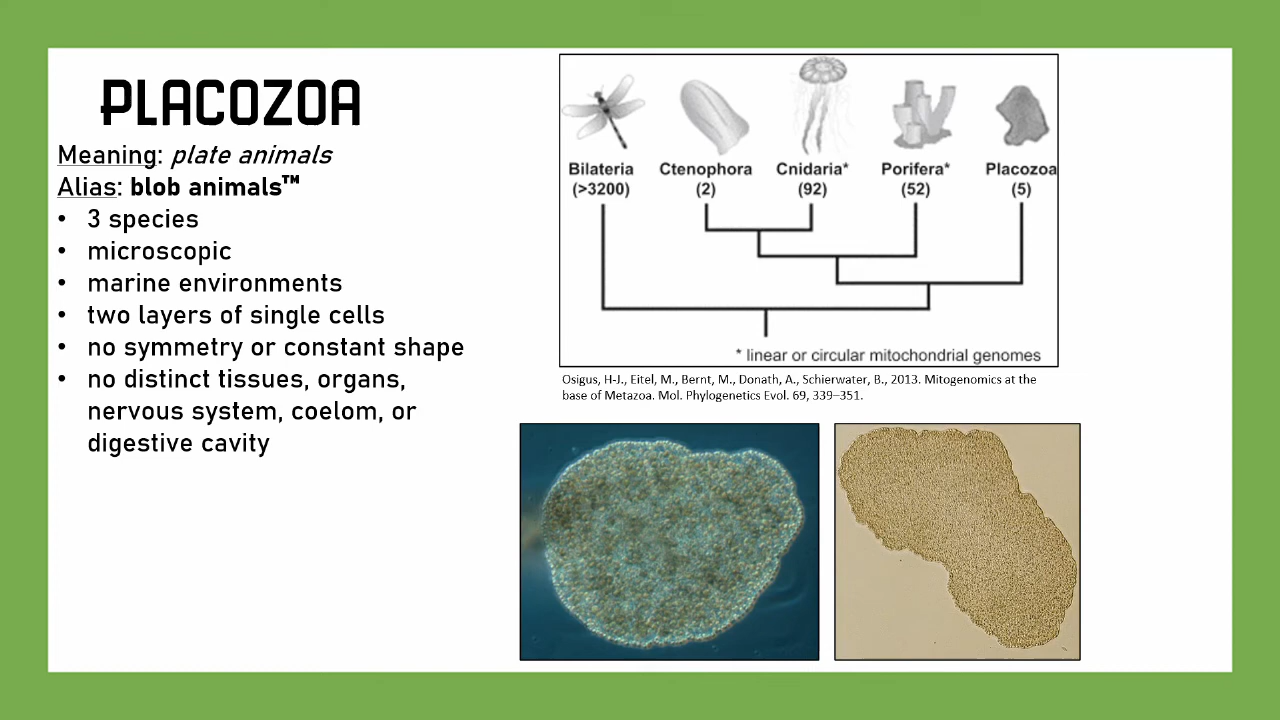 PLACOZOA
Meaning: plate animals
Alias: blob animals™
• 3 species
• microscopic
• marine environments
• two layers of single cells
• no symmetry or constant shape
• no distinct tissues, organs,
nervous system, coelom, or
digestive cavity
Bilateria Ctenophora Cnidaria* Porifera* Placozoa
(>3200) (2) (92) (52) (5)
* linear or circular mitochondrial genomes
Osigus, H-J., Eitel, M., Bernt, M., Donath, A., Schierwater, B., 2013. Mitogenomics at the
base of Metazoa. Mol. Phylogenetics Evol. 69, 339–351.